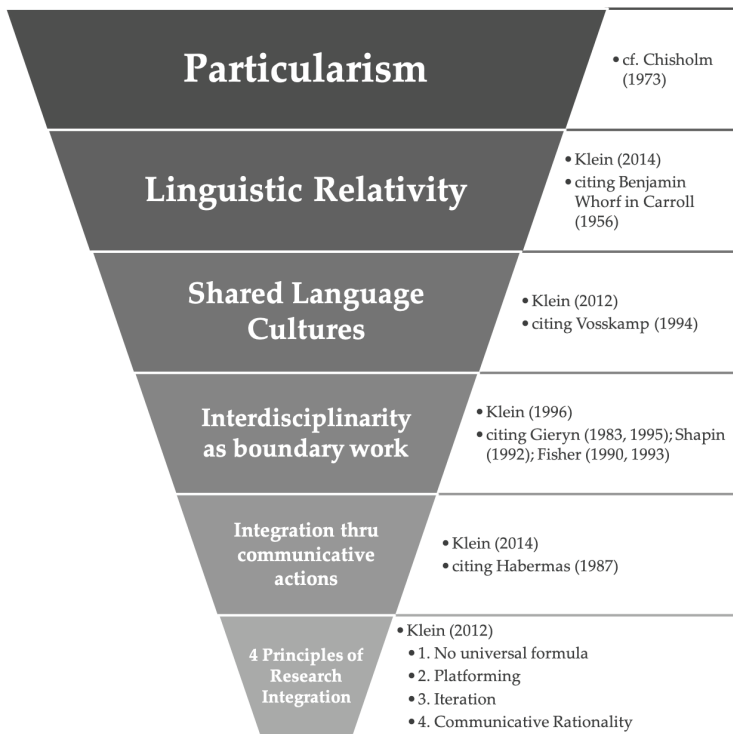 Particularism
• cf. Chisholm
(1973)
Linguistic Relativity
• Klein (2014)
• citing Benjamin
Whorf in Carroll
(1956)
Shared Language
Cultures
• Klein (2012)
• citing Vosskamp (1994)
Interdisciplinarity
as boundary work
• Klein (1996)
• citing Gieryn (1983, 1995); Shapin
(1992); Fisher (1990, 1993)
Integration thru
communicative
actions
• Klein (2014)
• citing Habermas (1987)
4 Principles of
Research
Integration
• Klein (2012)
• 1. No universal formula
• 2. Platforming
• 3. Iteration
• 4. Communicative Rationality